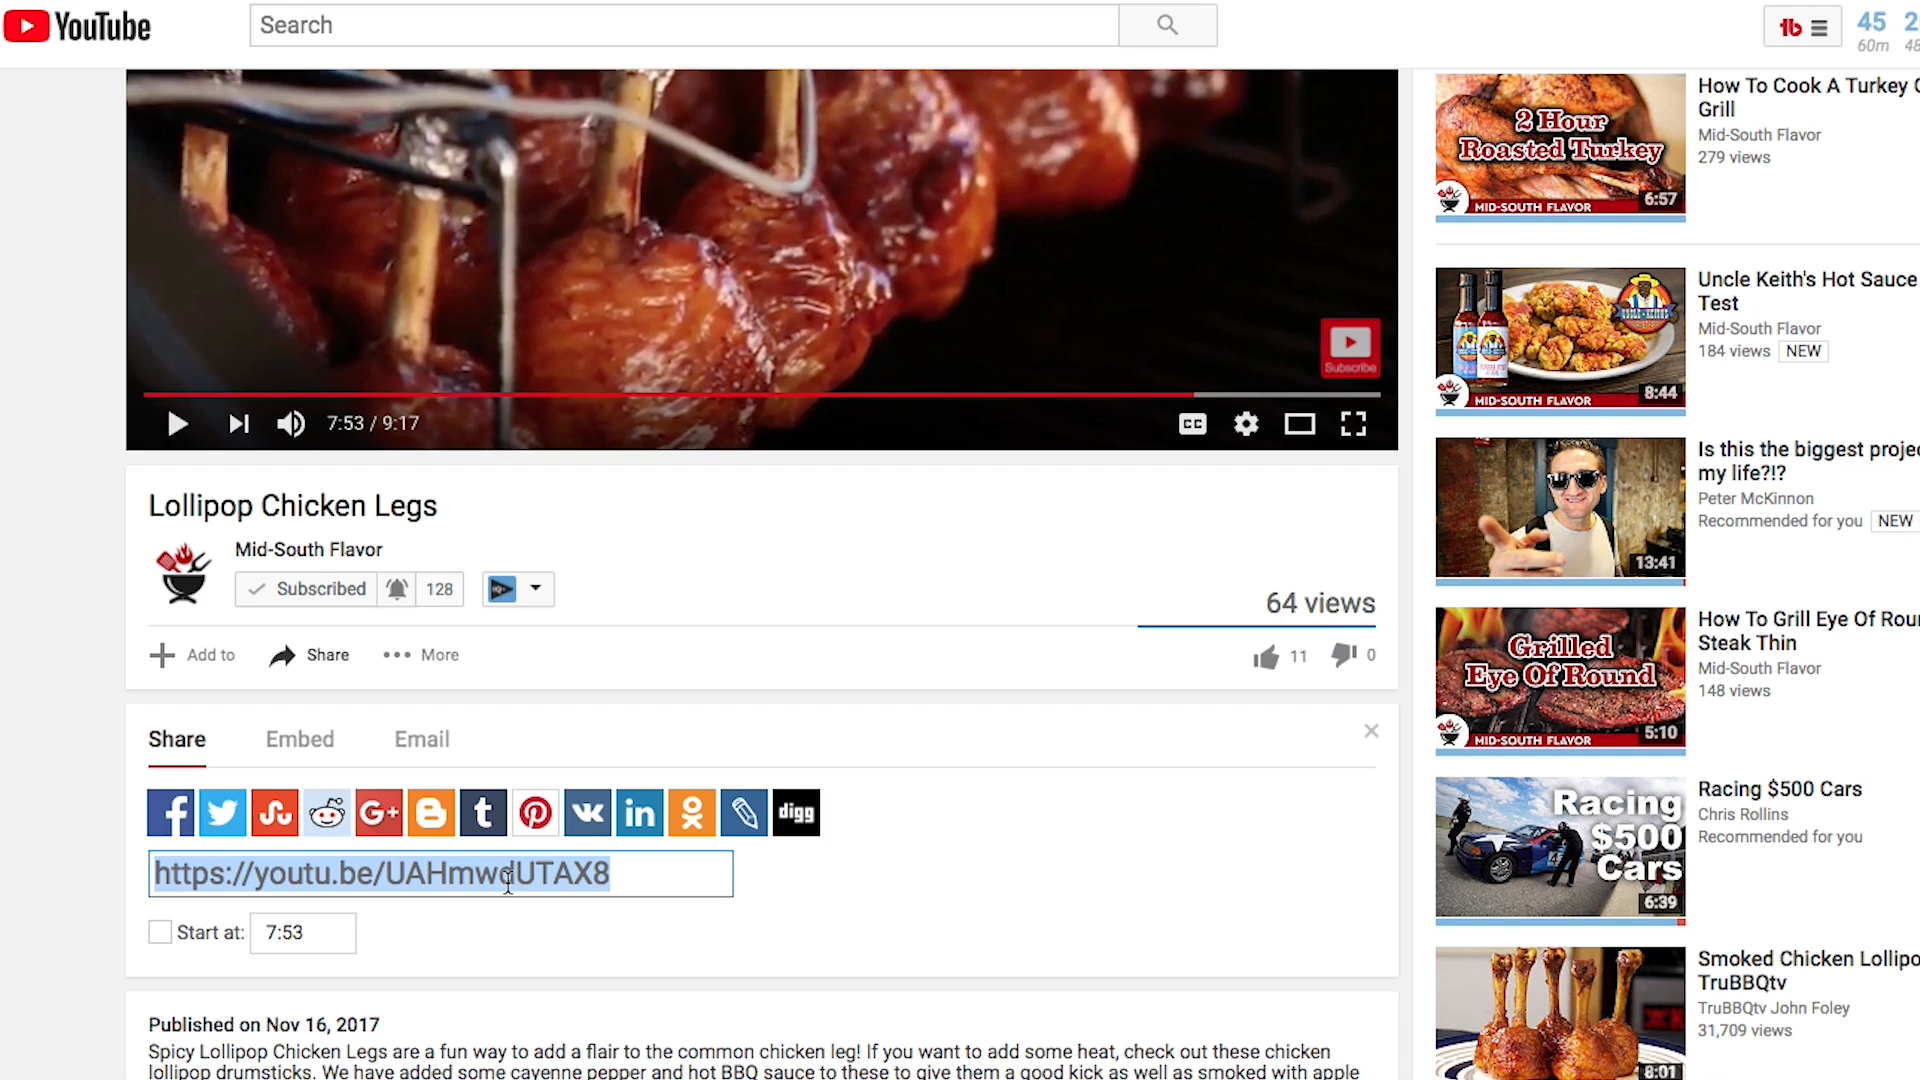 YouTube
Search
45
60m
Subscribe
7:53 / 9:17
CC
Lollipop Chicken Legs
Mid-South Flavor
Subscribed
128
64 views
Add to
Share
More
11
0
Share
Embed
Email
G+
digg
https://youtu.be/UAHmwdUTAX8
Start at:
7:53
Published on Nov 16, 2017
Spicy Lollipop Chicken Legs are a fun way to add a flair to the common chicken leg! If you want to add some heat, check out these chicken
lollipop drumsticks. We have added some cayenne pepper and hot BBQ sauce to these to give them a good kick as well as smoked with apple
2 Hour
Roasted Turkey
6:57
MID-SOUTH FLAVOR
How To Cook A Turkey
Grill
Mid-South Flavor
279 views
8:44
MID-SOUTH FLAVOR
Uncle Keith's Hot Sauce
Test
Mid-South Flavor
184 views
NEW
13:41
Is this the biggest
my life?!?
Peter McKinnon
Recommended for you
NEW
Grilled
Eye Of Round
5:10
MID-SOUTH FLAVOR
How To Grill Eye Of
Steak Thin
Mid-South Flavor
148 views
Racing
$500
Cars
6:39
Racing $500 Cars
Chris Rollins
Recommended for you
8:01
Smoked Chicken
TruBBQtv
TruBBQtv John Foley
31,709 views